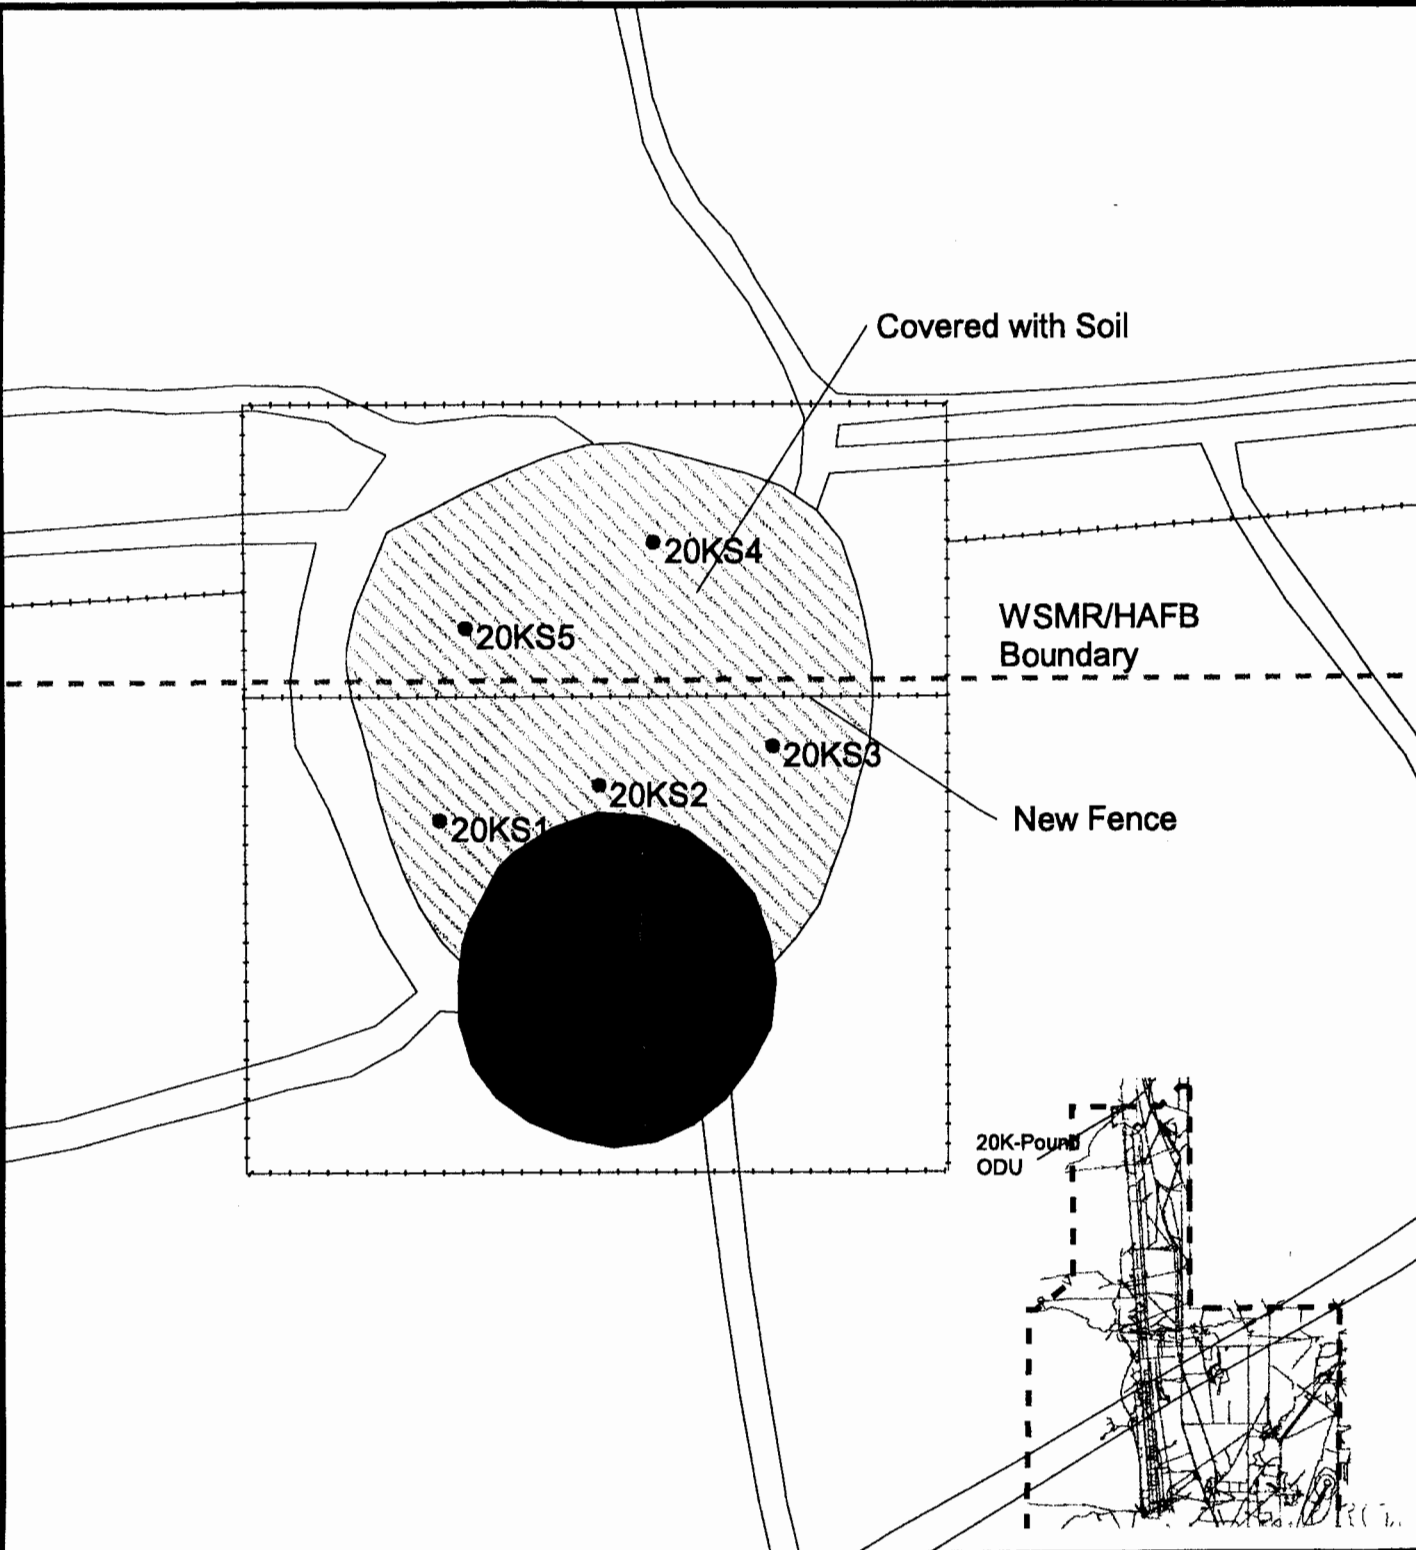 Covered with Soil
20KS4
20KS5
WSMR/HAFB
Boundary
20KS3
20KS2
20KS1
New Fence
20K-Pound
ODU